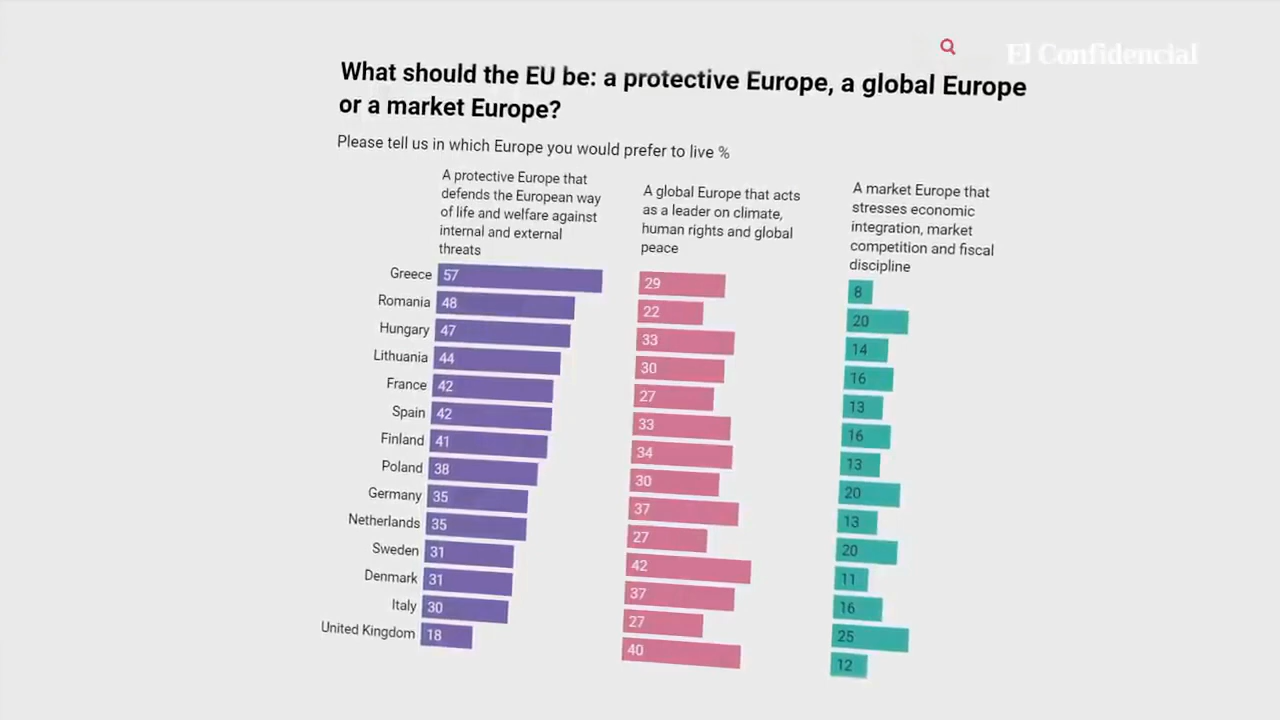 El Confidencial
What should the EU be: a protective Europe, a global Europe
or a market Europe?
Please tell us in which Europe you would prefer to live %
A protective Europe that
defends the European way
of life and welfare against
internal and external
threats
A global Europe that acts
as a leader on climate,
human rights and global
peace
A market Europe that
stresses economic
integration, market
competition and fiscal
discipline
Greece 57 29 8
Romania 48 22 20
Hungary 47 33 14
Lithuania 44 30 16
France 42 27 13
Spain 42 33 16
Finland 41 34 13
Poland 38 30 20
Germany 35 37 13
Netherlands 35 27 20
Sweden 31 42 11
Denmark 31 37 16
Italy 30 27 25
United Kingdom 18 40 12